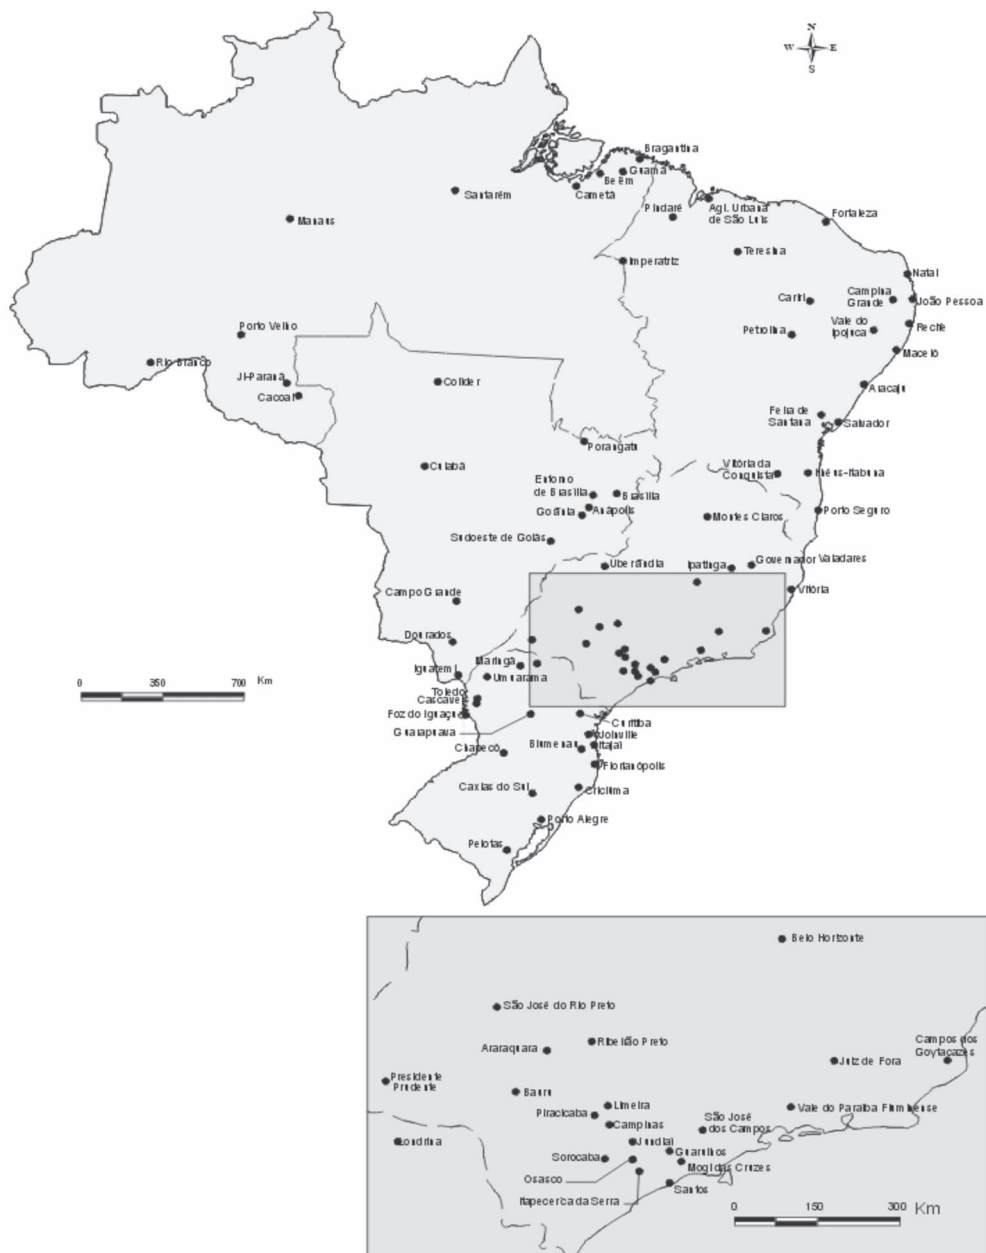 N
W E
S
Bragantina
Guamá
Belém
Cametá
Santarém
Manaus
Pindaré
Agl. Urbana
de São Luís
Fortaleza
Teresina
Imperatriz
Natal
Cariri
Campina
Grande
João Pessoa
Porto Velho
Petrolina
Vale do
Ipojuca
Recife
Maceió
Rio Branco
Ji-Paraná
Cacoal
Colíder
Aracaju
Feira de
Santana
Salvador
Porangatu
Cuiabá
Vitória da
Conquista
Ilhéus-Itabuna
Entorno
de Brasília
Brasília
Goiânia
Anápolis
Montes Claros
Porto Seguro
Sudoeste de Goiás
Uberlândia
Ipatinga
Governador Valadares
Vitória
Campo Grande
Dourados
Iguatemi
Maringá
Umuarama
Toledo
Cascavel
Foz do Iguaçu
Guarapuava
Curitiba
Joinville
Blumenau
Itajaí
Chapecó
Florianópolis
Caxias do Sul
Criciúma
Porto Alegre
Pelotas
0 350 700 Km
Belo Horizonte
São José do Rio Preto
Ribeirão Preto
Araraquara
Campos dos
Goytacazes
Juiz de Fora
Presidente
Prudente
Bauru
Limeira
Piracicaba
Vale do Paraíba Fluminense
Campinas
São José
dos Campos
Londrina
Jundiaí
Guarulhos
Sorocaba
Mogi das Cruzes
Osasco
Santos
Itapecerica da Serra
0 150 300 Km